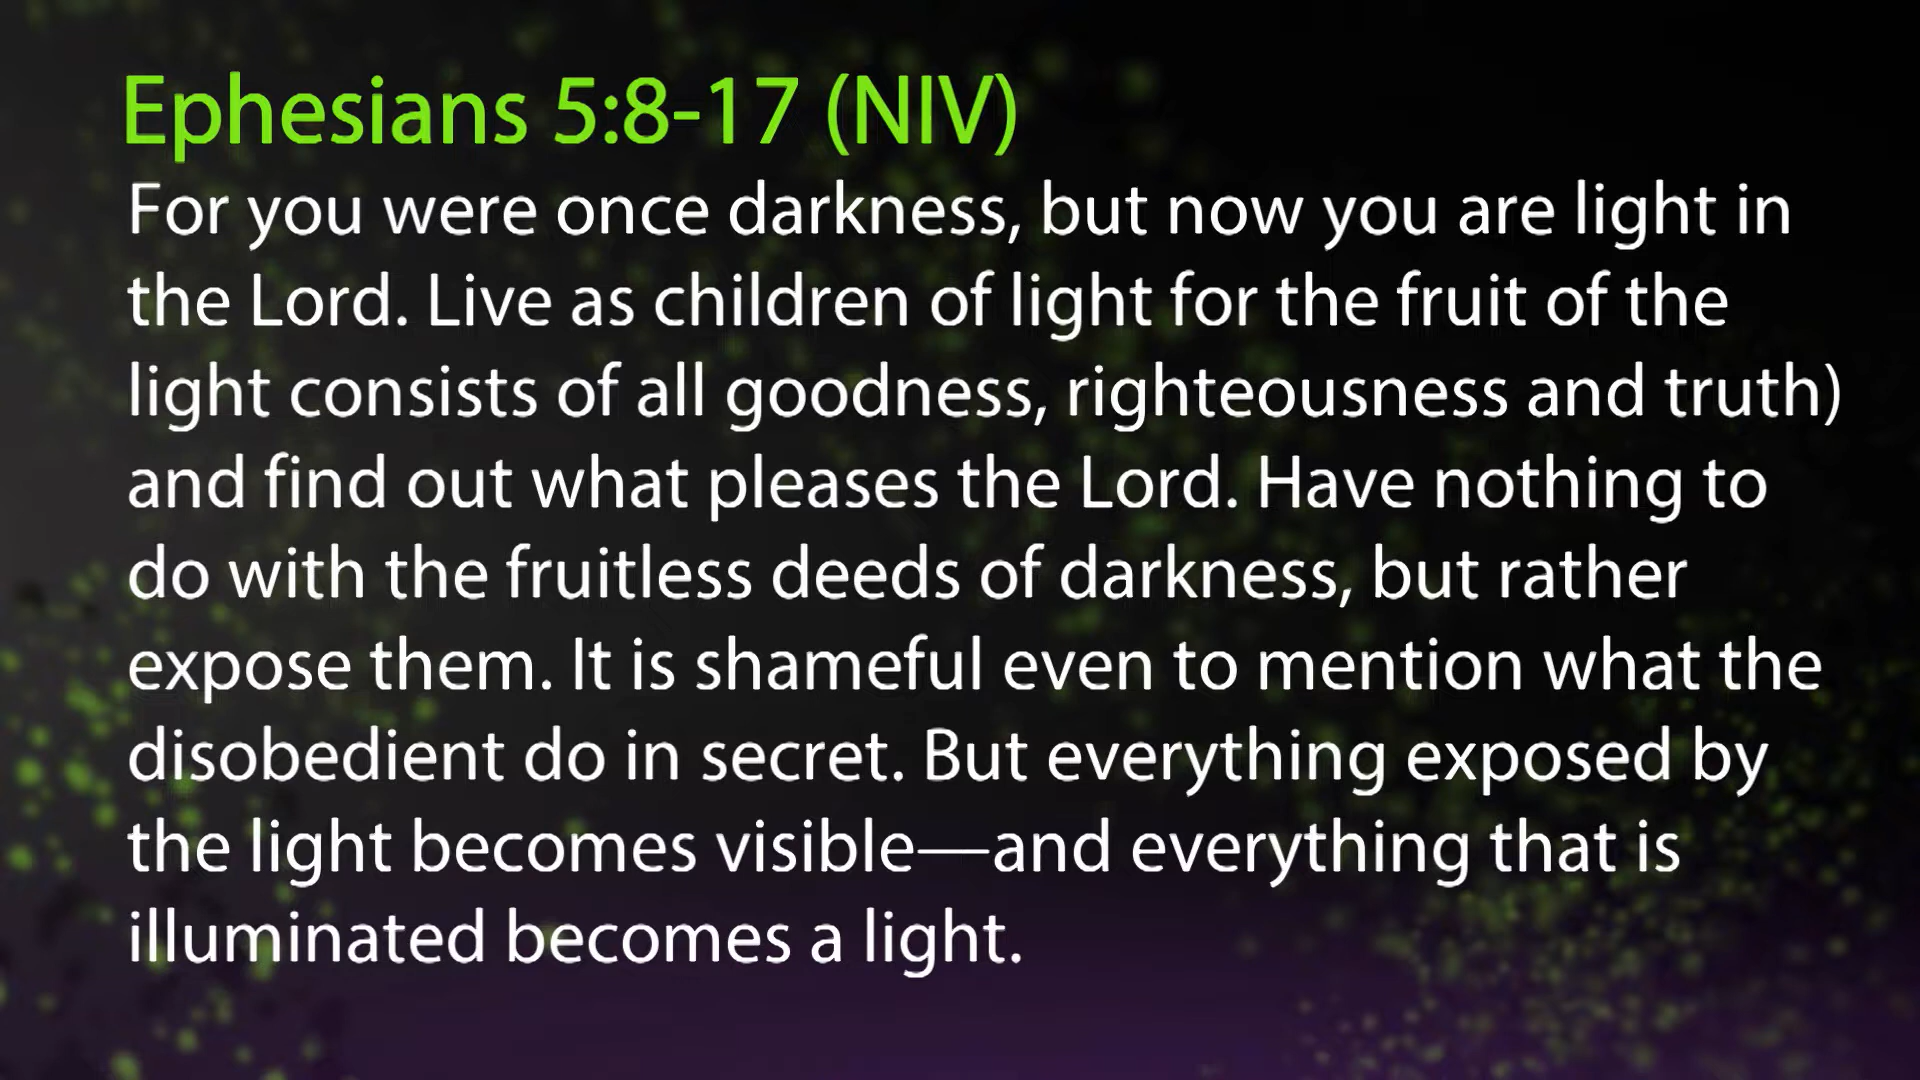 Ephesians 5:8-17 (NIV)
For you were once darkness, but now you are light in
the Lord. Live as children of light for the fruit of the
light consists of all goodness, righteousness and truth)
and find out what pleases the Lord. Have nothing to
do with the fruitless deeds of darkness, but rather
expose them. It is shameful even to mention what the
disobedient do in secret. But everything exposed by
the light becomes visible—and everything that is
illuminated becomes a light.